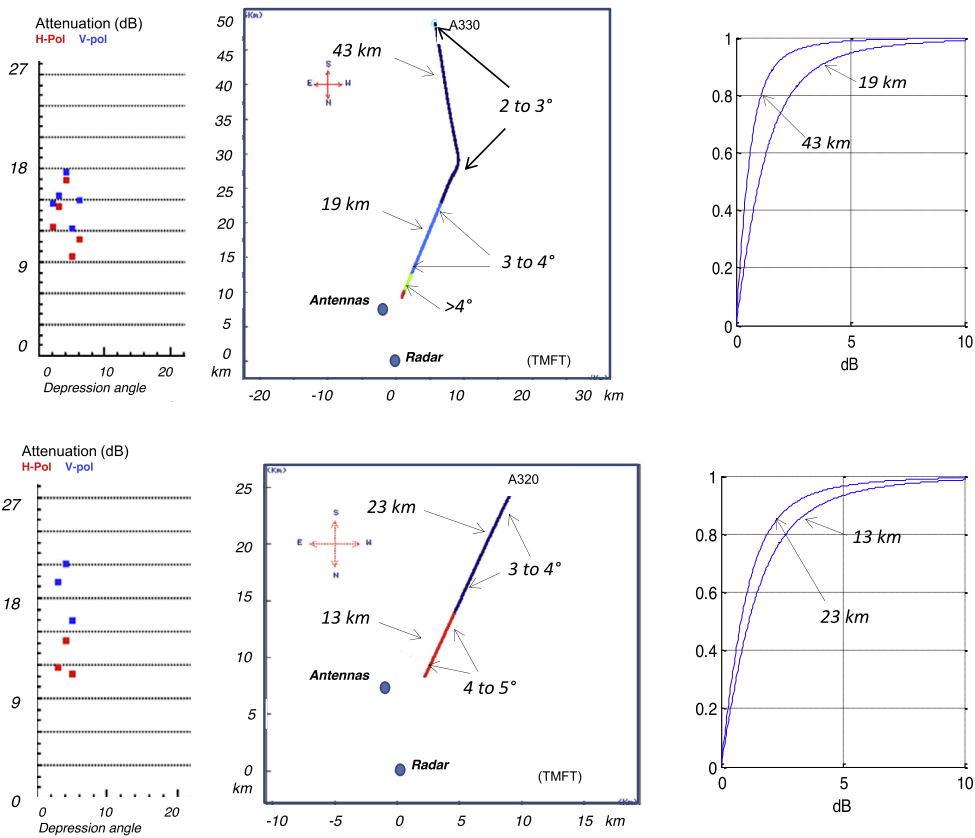 Attenuation (dB)
H-Pol V-pol
27
18
9
0
0 10 20
Depression angle
(Km)
50
45
40
35
30
25
20
15
10
5
0
km
A330
43 km
S
E W
N
2 to 3°
19 km
3 to 4°
>4°
Antennas
Radar
(TMFT)
-20 -10 0 10 20 30 km
1
0.8
0.6
0.4
0.2
0
19 km
43 km
0 5 10
dB
Attenuation (dB)
H-Pol V-pol
27
18
9
0
0 10 20
Depression angle
(Km)
25
20
15
10
5
0
km
A320
23 km
S
E W
N
3 to 4°
13 km
4 to 5°
Antennas
Radar
(TMFT)
-10 -5 0 5 10 15 km
1
0.8
0.6
0.4
0.2
0
13 km
23 km
0 5 10
dB